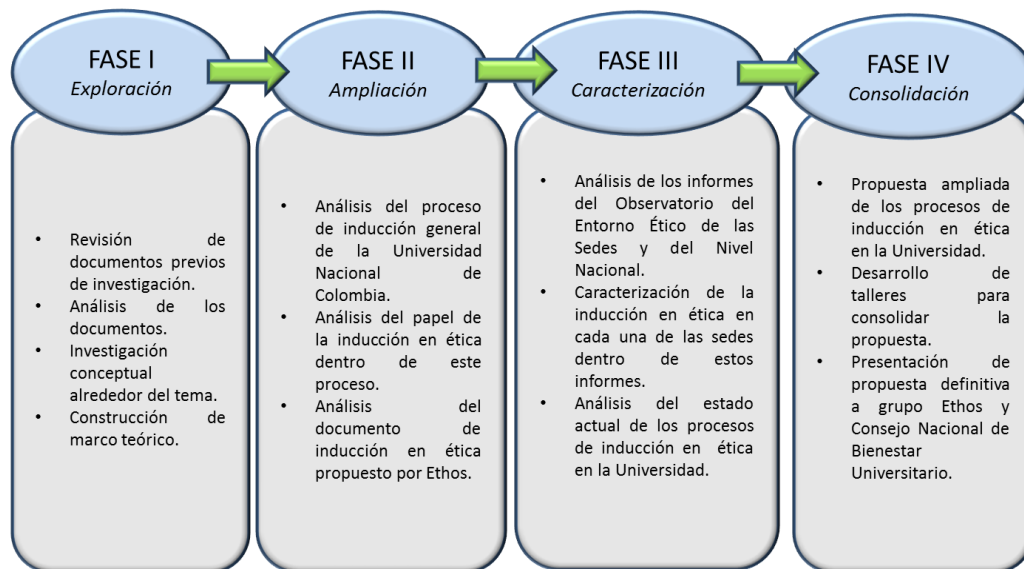 FASE I
Exploración
• Revisión de
documentos previos
de investigación.
• Análisis de los
documentos.
• Investigación
conceptual
alrededor del tema.
• Construcción de
marco teórico.
FASE II
Ampliación
• Análisis del proceso
de inducción general
de la Universidad
Nacional de
Colombia.
• Análisis del papel de
la inducción en ética
dentro de este
proceso.
• Análisis del
documento de
inducción en ética
propuesto por Ethos.
FASE III
Caracterización
• Análisis de los informes
del Observatorio del
Entorno Ético de las
Sedes y del Nivel
Nacional.
• Caracterización de la
inducción en ética en
cada una de las sedes
dentro de estos
informes.
• Análisis del estado
actual de los procesos
de inducción en ética
en la Universidad.
FASE IV
Consolidación
• Propuesta ampliada
de los procesos de
inducción en ética
en la Universidad.
• Desarrollo de
talleres para
consolidar la
propuesta.
• Presentación de
propuesta definitiva
a grupo Ethos y
Consejo Nacional de
Bienestar
Universitario.